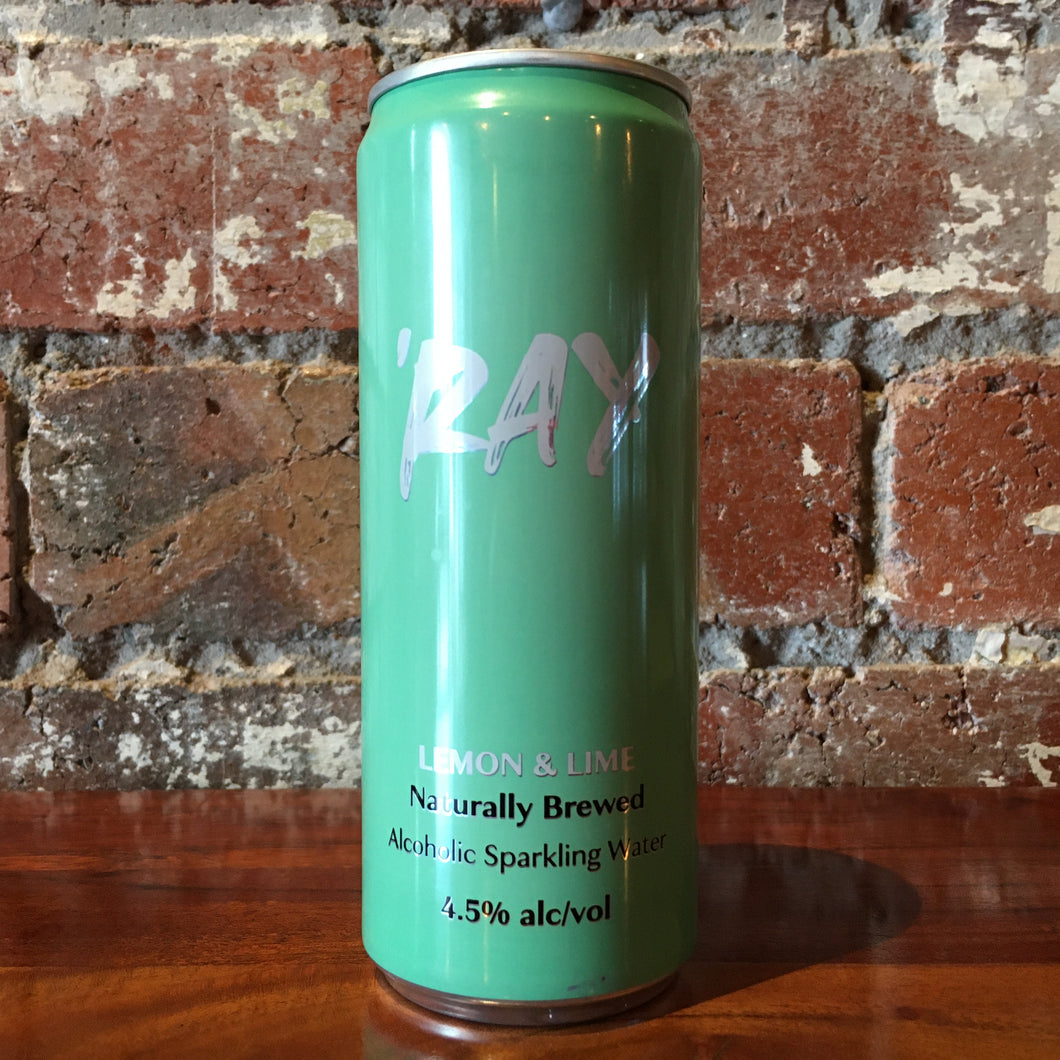 'RAY
LEMON & LIME
Naturally Brewed
Alcoholic Sparkling Water
4.5% alc/vol